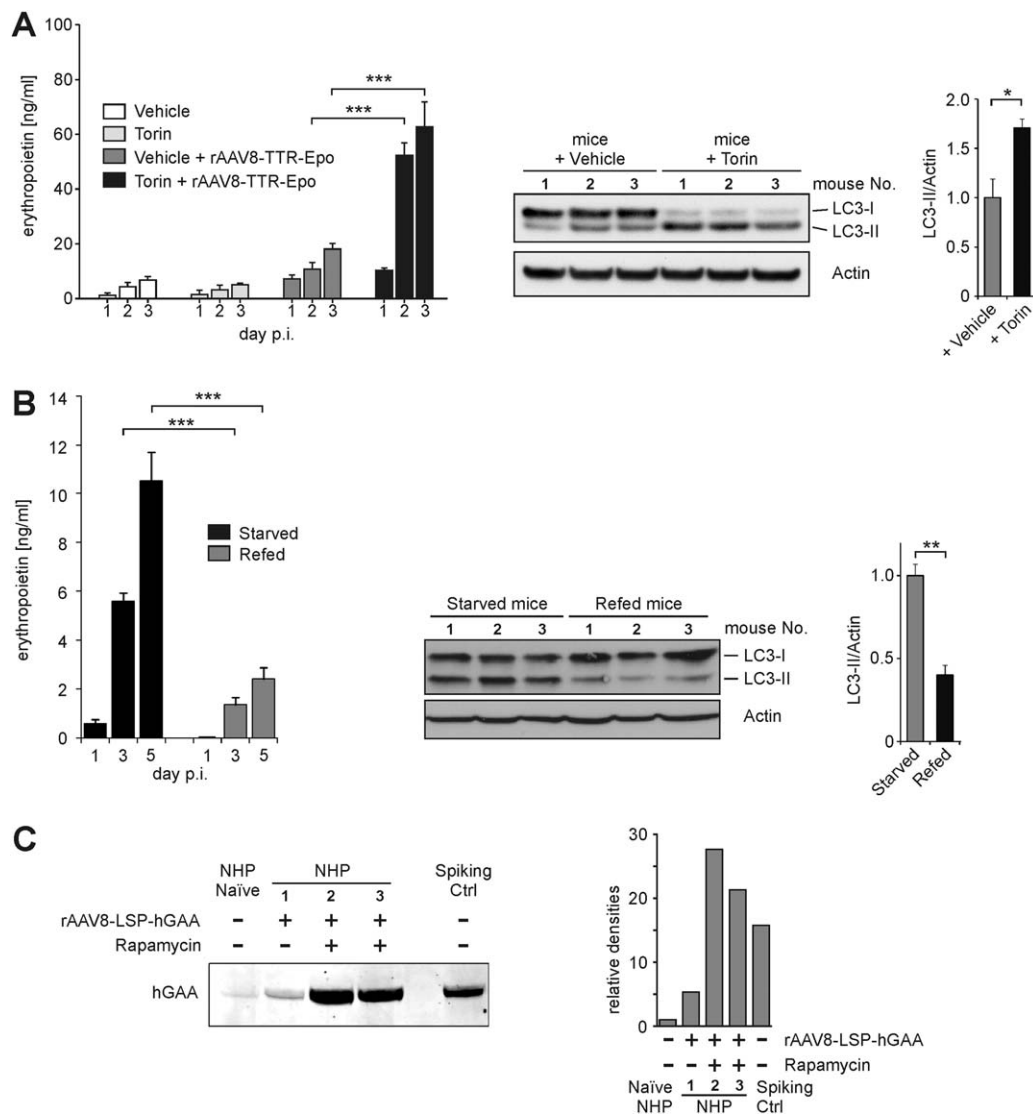 A
erythropoietin [ng/ml]
100
80
60
40
20
0
Vehicle
Torin
Vehicle + rAAV8-TTR-Epo
Torin + rAAV8-TTR-Epo
***
***
1 2 3 1 2 3 1 2 3 1 2 3
day p.i.
mice mice
+ Vehicle + Torin
1 2 3 1 2 3 mouse No.
LC3-I
LC3-II
Actin
LC3-II/Actin
2.0
1.5
1.0
0.5
0
*
+ Vehicle
+ Torin
B
erythropoietin [ng/ml]
14
12
10
8
6
4
2
0
***
***
Starved
Refed
1 3 5 1 3 5
day p.i.
Starved mice Refed mice
1 2 3 1 2 3 mouse No.
LC3-I
LC3-II
Actin
LC3-II/Actin
1.0
0.5
0
**
Starved
Refed
C
NHP NHP Spiking
Naïve 1 2 3 Ctrl
rAAV8-LSP-hGAA - + + + -
Rapamycin - - + + -
hGAA
relative densities
30
20
10
0
- + + + - rAAV8-LSP-hGAA
- - + + - Rapamycin
Naïve 1 2 3 Spiking
NHP NHP Ctrl